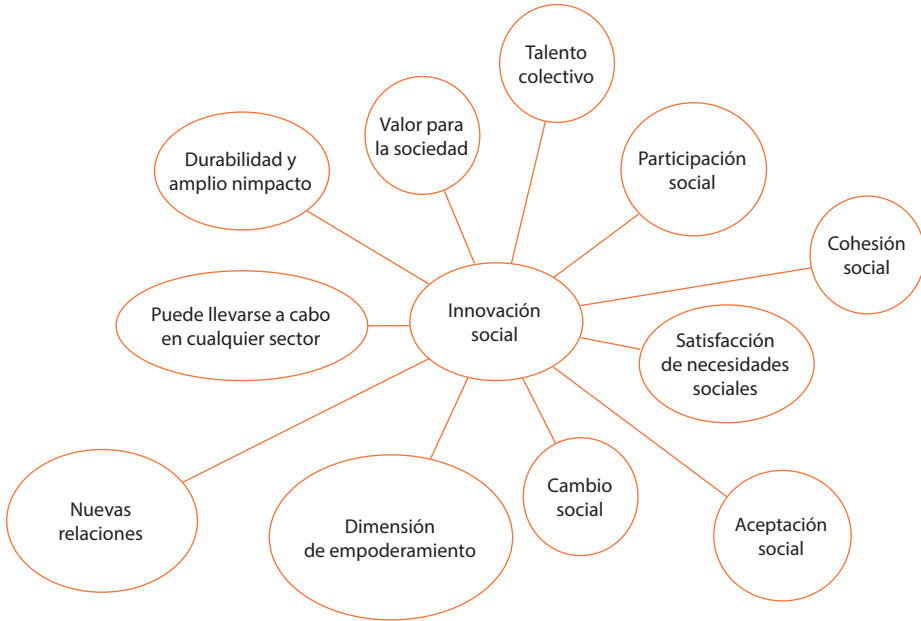 Talento
colectivo
Valor para
la sociedad
Durabilidad y
amplio nimpacto
Participación
social
Cohesión
social
Innovación
social
Puede llevarse a cabo
en cualquier sector
Satisfacción
de necesidades
sociales
Nuevas
relaciones
Dimensión
de empoderamiento
Cambio
social
Aceptación
social